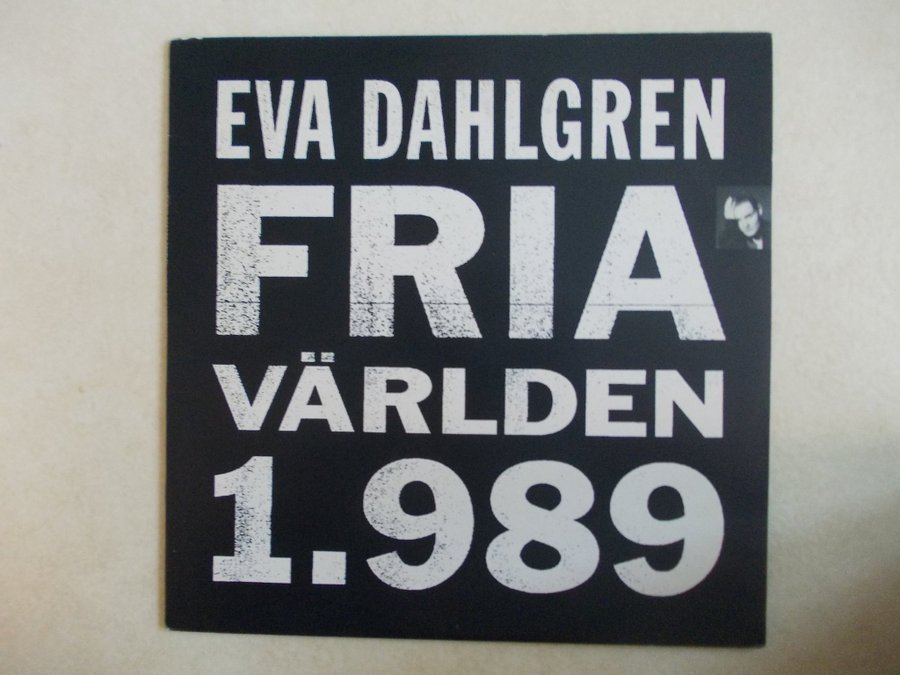 EVA DAHLGREN
FRIA
VÄRLDEN
1.989